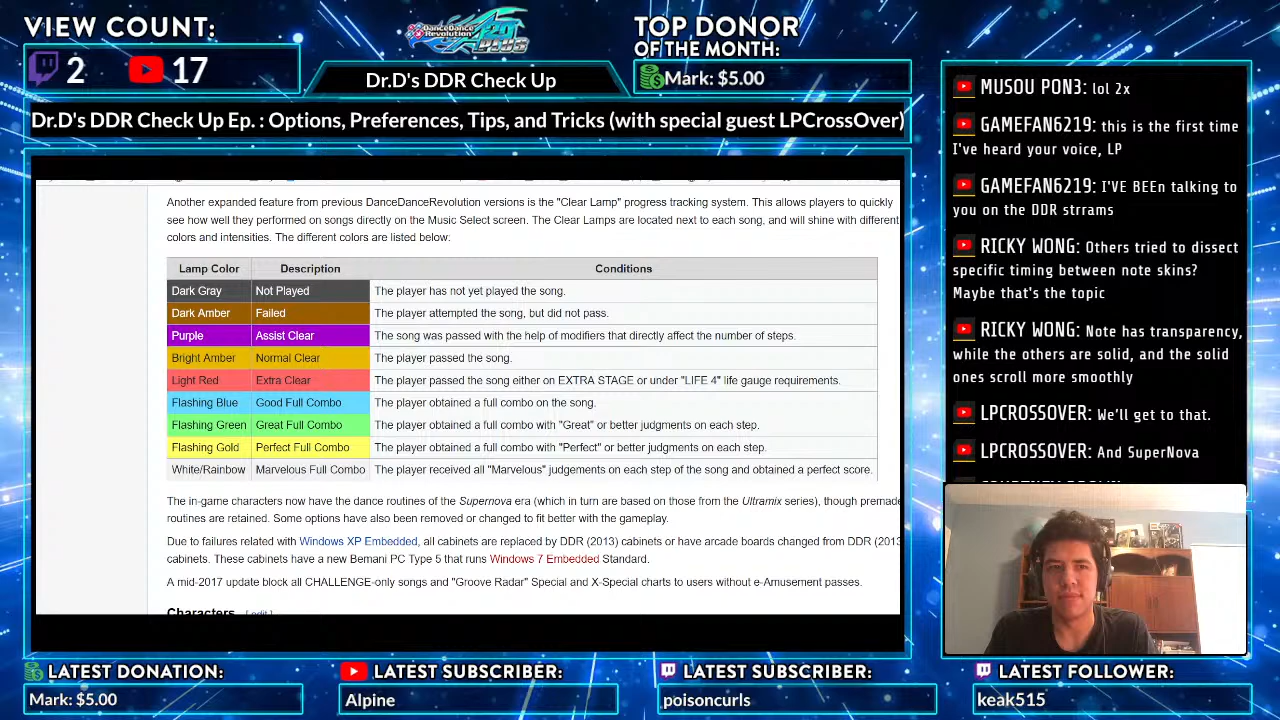 VIEW COUNT:
2
17
DanceDance
Revolution
A20
PLUS
Dr.D's DDR Check Up
TOP DONOR
OF THE MONTH:
Mark: $5.00
Dr.D's DDR Check Up Ep. : Options, Preferences, Tips, and Tricks (with special guest LPCrossOver)
Another expanded feature from previous DanceDanceRevolution versions is the "Clear Lamp" progress tracking system. This allows players to quickly
see how well they performed on songs directly on the Music Select screen. The Clear Lamps are located next to each song, and will shine with different
colors and intensities. The different colors are listed below:
Lamp Color Description Conditions
Dark Gray Not Played The player has not yet played the song.
Dark Amber Failed The player attempted the song, but did not pass.
Purple Assist Clear The song was passed with the help of modifiers that directly affect the number of steps.
Bright Amber Normal Clear The player passed the song.
Light Red Extra Clear The player passed the song either on EXTRA STAGE or under "LIFE 4" life gauge requirements.
Flashing Blue Good Full Combo The player obtained a full combo on the song.
Flashing Green Great Full Combo The player obtained a full combo with "Great" or better judgments on each step.
Flashing Gold Perfect Full Combo The player obtained a full combo with "Perfect" or better judgments on each step.
White/Rainbow Marvelous Full Combo The player received all "Marvelous" judgements on each step of the song and obtained a perfect score.
The in-game characters now have the dance routines of the Supernova era (which in turn are based on those from the Ultramix series), though premade
routines are retained. Some options have also been removed or changed to fit better with the gameplay.
Due to failures related with Windows XP Embedded, all cabinets are replaced by DDR (2013) cabinets or have arcade boards changed from DDR (2013
cabinets. These cabinets have a new Bemani PC Type 5 that runs Windows 7 Embedded Standard.
A mid-2017 update block all CHALLENGE-only songs and "Groove Radar" Special and X-Special charts to users without e-Amusement passes.
Characters [ edit ]
MUSOU PON3: lol 2x
GAMEFAN6219: this is the first time
I've heard your voice, LP
GAMEFAN6219: I'VE BEEn talking to
you on the DDR strrams
RICKY WONG: Others tried to dissect
specific timing between note skins?
Maybe that's the topic
RICKY WONG: Note has transparency,
while the others are solid, and the solid
ones scroll more smoothly
LPCROSSOVER: We'll get to that.
LPCROSSOVER: And SuperNova
LATEST DONATION:
Mark: $5.00
LATEST SUBSCRIBER:
Alpine
LATEST SUBSCRIBER:
poisoncurls
LATEST FOLLOWER:
keak515